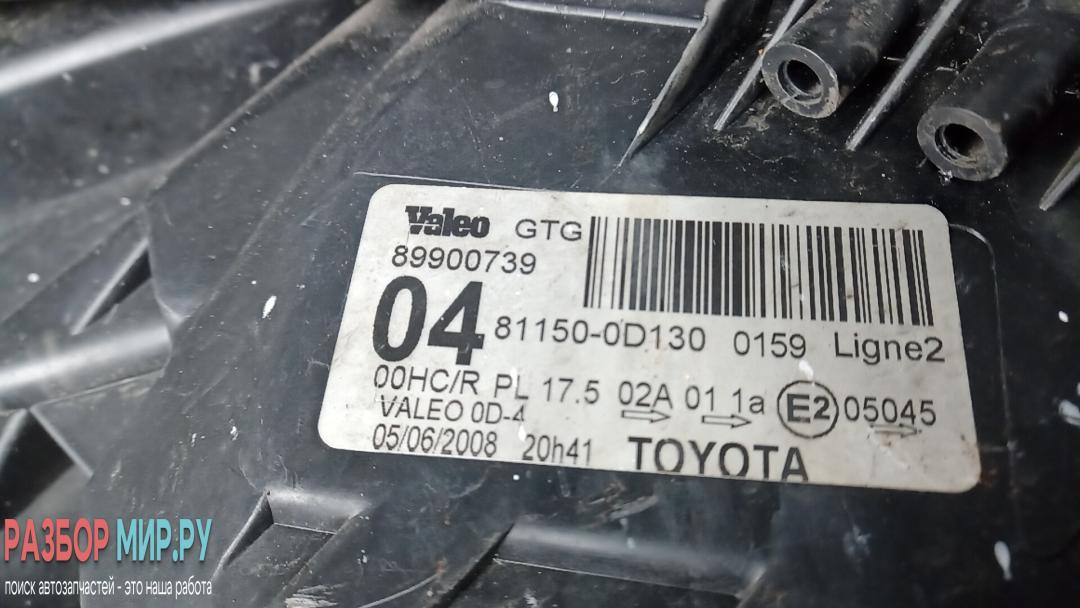 Valeo GTG
89900739
04 81150-0D130 0159 Ligne2
00HC/R PL 17.5 02A 01 1a E2 05045
VALEO 0D-4
05/06/2008 20h41 TOYOTA
РАЗБОР МИР.РУ
поиск автозапчастей - это наша работа